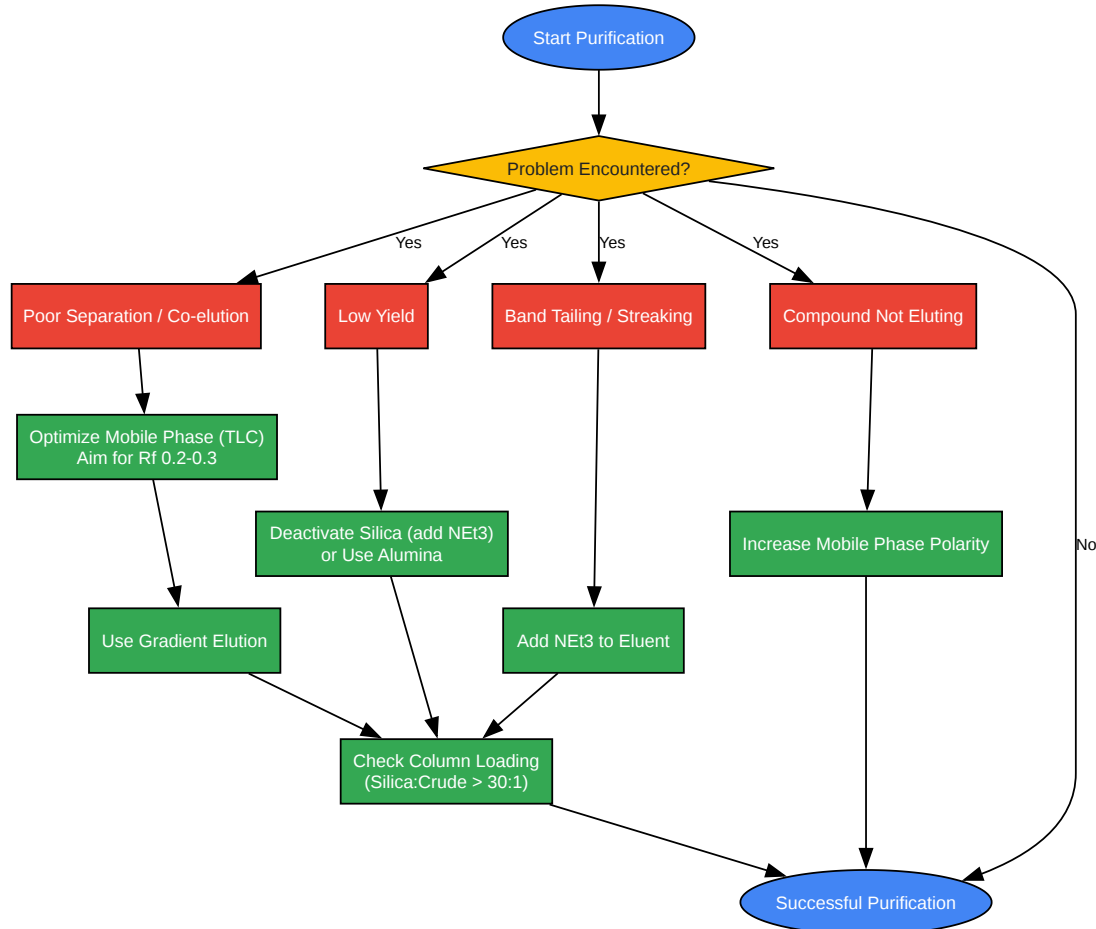 Start Purification
Problem Encountered?
Yes
Yes
Yes
Yes
Poor Separation / Co-elution
Low Yield
Band Tailing / Streaking
Compound Not Eluting
Optimize Mobile Phase (TLC)
Aim for Rf 0.2-0.3
Deactivate Silica (add NEt3)
or Use Alumina
Increase Mobile Phase Polarity
No
Use Gradient Elution
Add NEt3 to Eluent
Check Column Loading
(Silica:Crude > 30:1)
Successful Purification